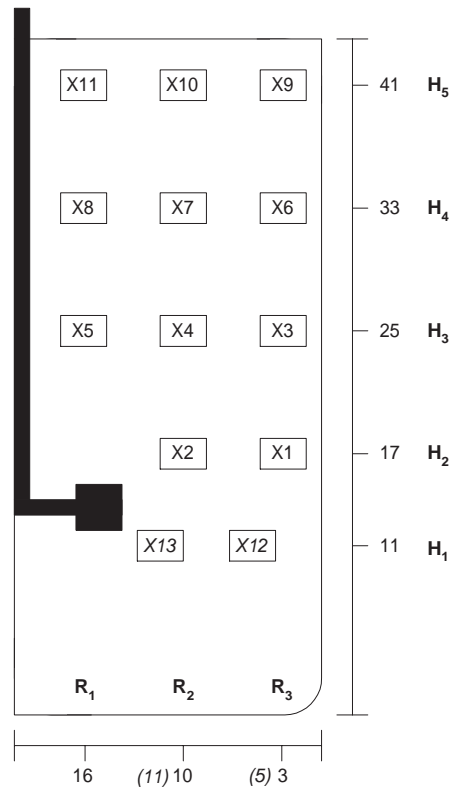 X11 X10 X9 41 H₅
X8 X7 X6 33 H₄
X5 X4 X3 25 H₃
X2 X1 17 H₂
X13 X12 11 H₁
R₁ R₂ R₃
16 (11) 10 (5) 3